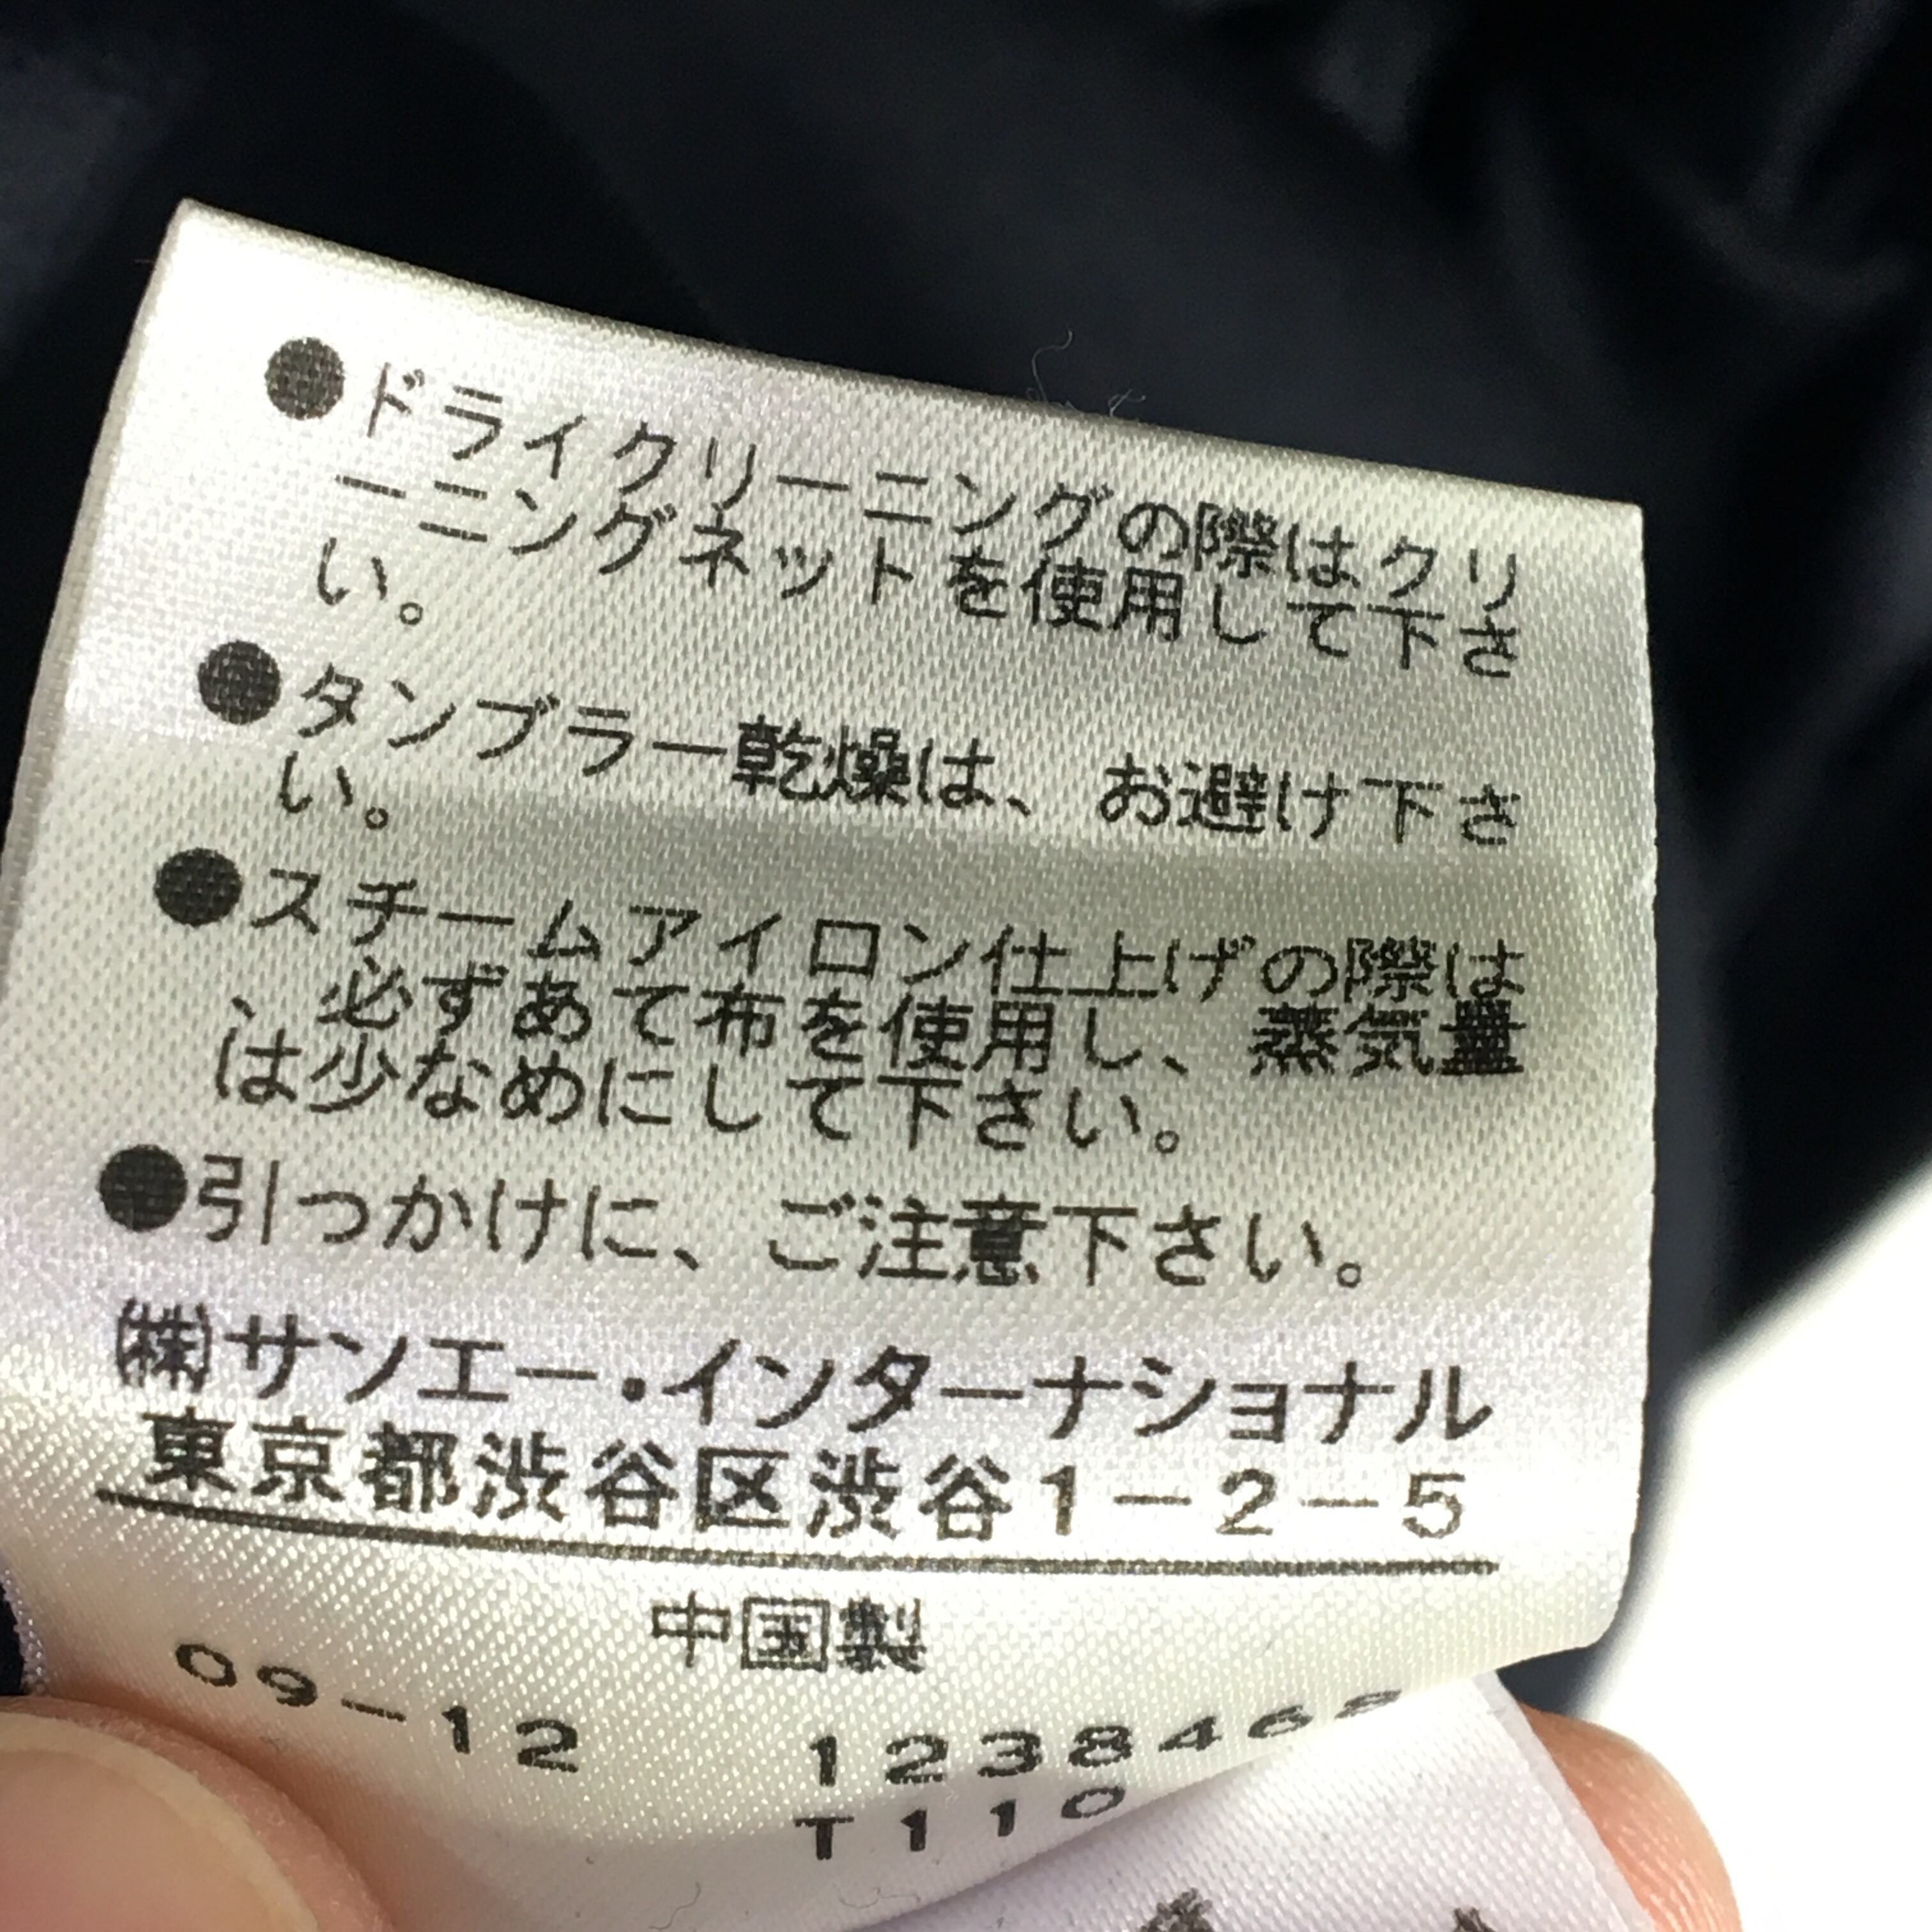 ●ドライクリーニングの際はクリ
ーニングネットを使用して下さ
い。
●タンブラー乾燥は、お避け下さ
い。
●スチームアイロン仕上げの際は
、必ずあて布を使用し、蒸気量
は少なめにして下さい。
●引っかけに、ご注意下さい。
㈱サンエー・インターナショナル
東京都渋谷区渋谷1-2-5
中国製
09-12 1238468
T110